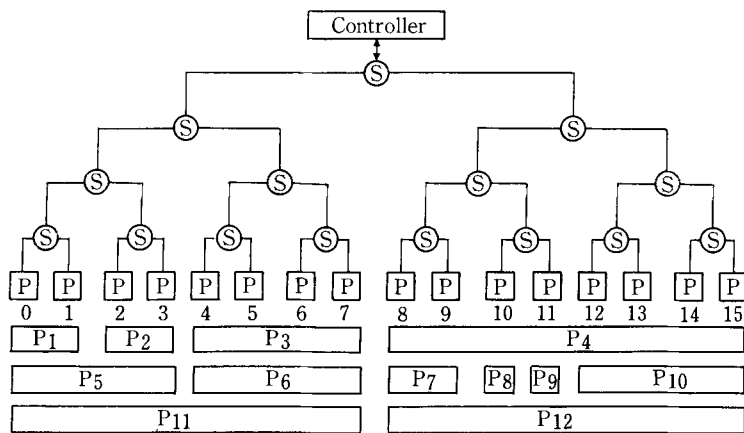 Controller
S
S S
S S S S
S S S S S S S S
P P P P P P P P P P P P P P P P
0 1 2 3 4 5 6 7 8 9 10 11 12 13 14 15
P1 P2 P3 P4
P5 P6 P7 P8 P9 P10
P11 P12